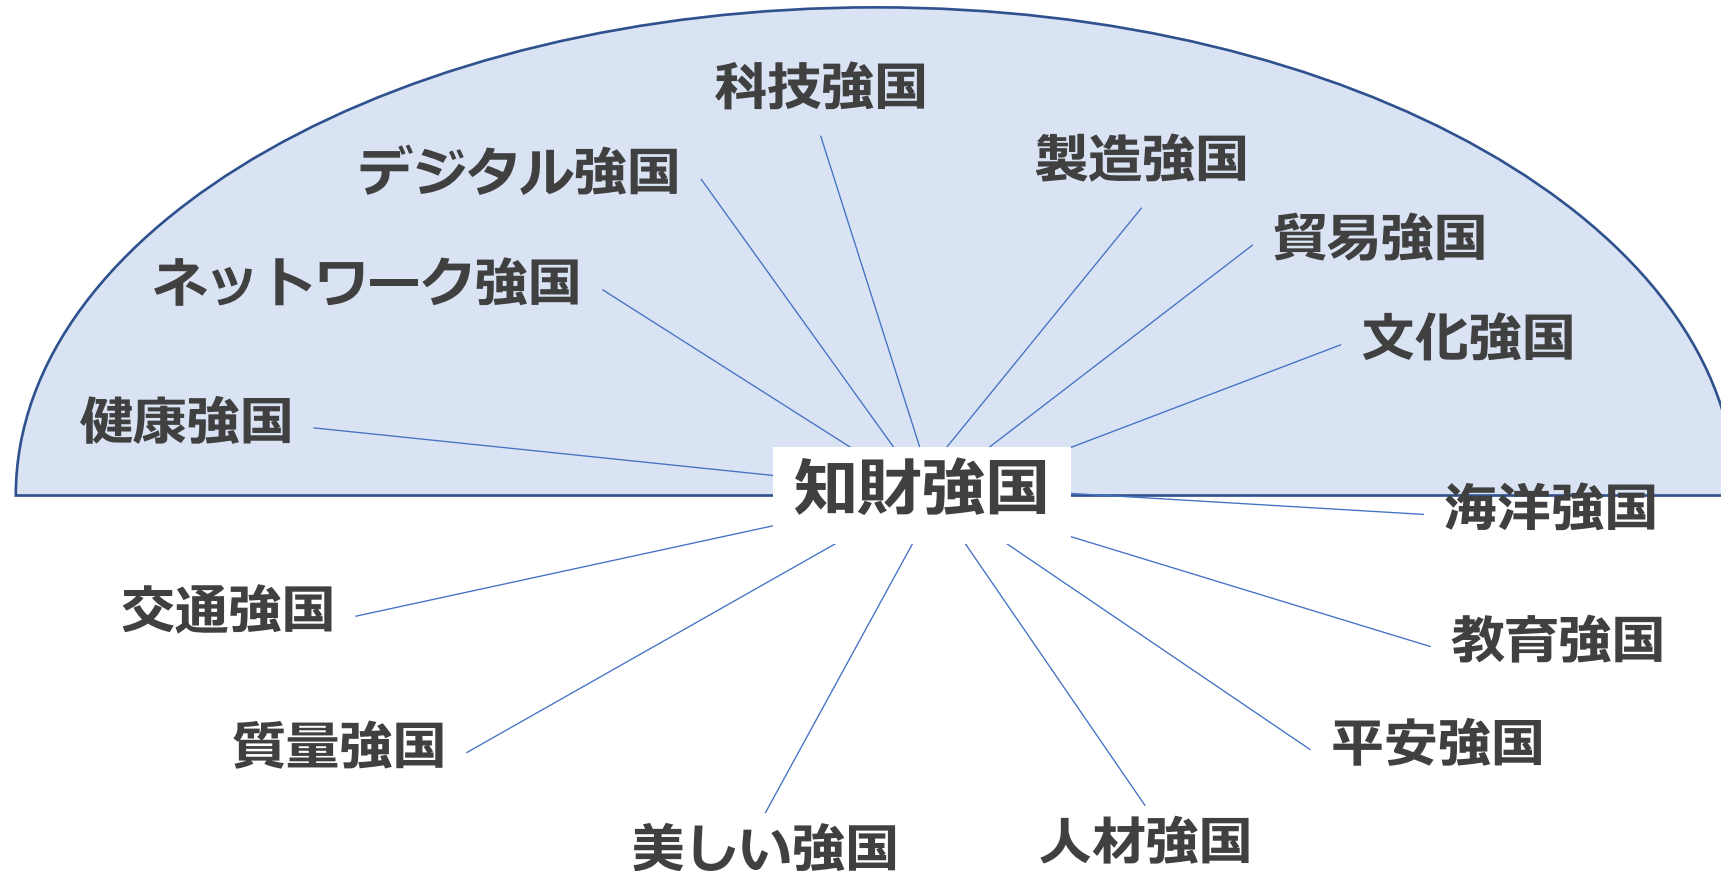 科技強国
製造強国
デジタル強国
貿易強国
ネットワーク強国
文化強国
健康強国
知財強国
海洋強国
交通強国
教育強国
質量強国
平安強国
美しい強国
人材強国